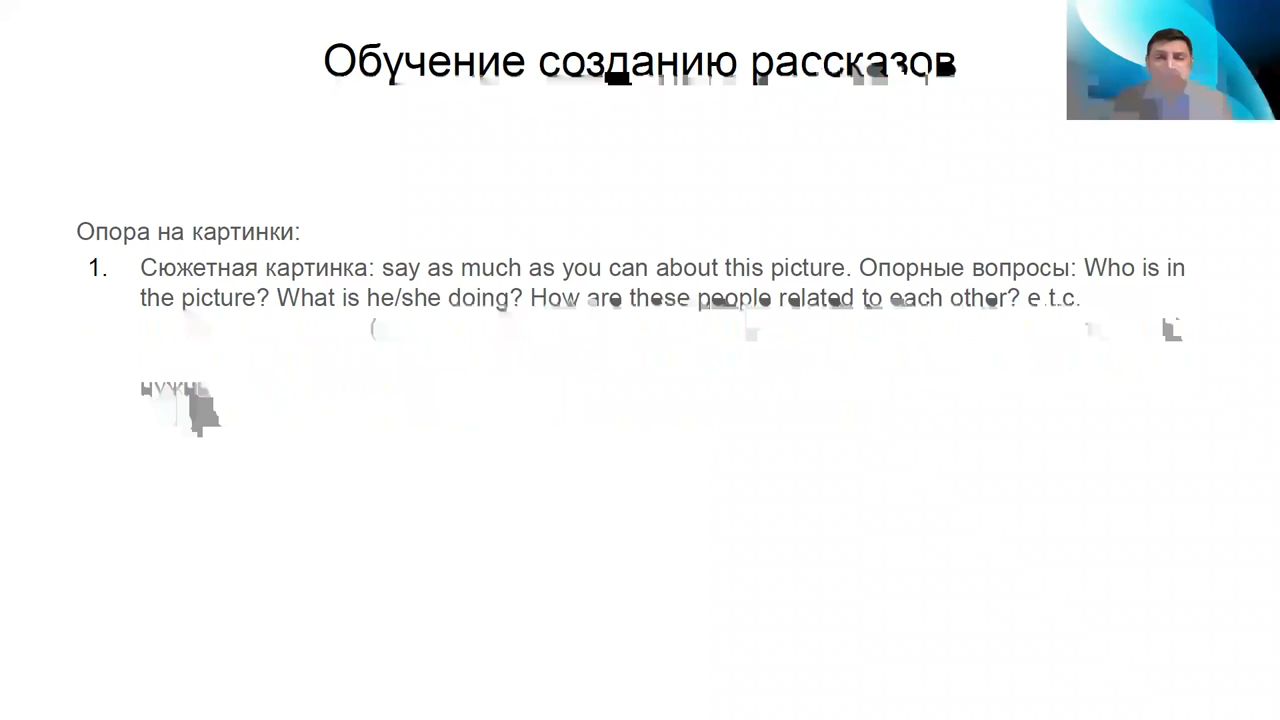 Обучение созданию рассказов
Опора на картинки:
1. Сюжетная картинка: say as much as you can about this picture. Опорные вопросы: Who is in
the picture? What is he/she doing? How are these people related to each other? e.t.c.